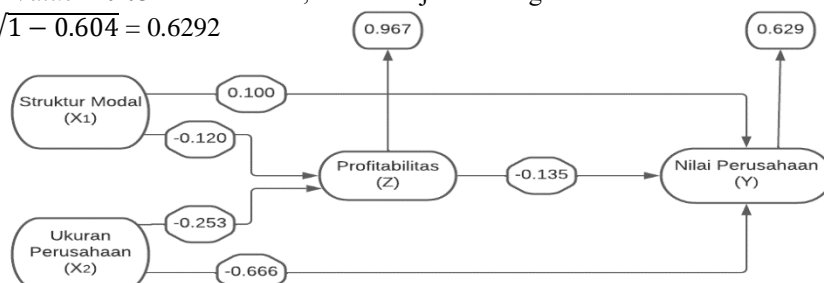 √1 − 0.604 = 0.6292
0.967
0.629
Struktur Modal
(X1)
0.100
-0.120
Profitabilitas
(Z)
-0.135
Nilai Perusahaan
(Y)
-0.253
Ukuran
Perusahaan
(X2)
-0.666